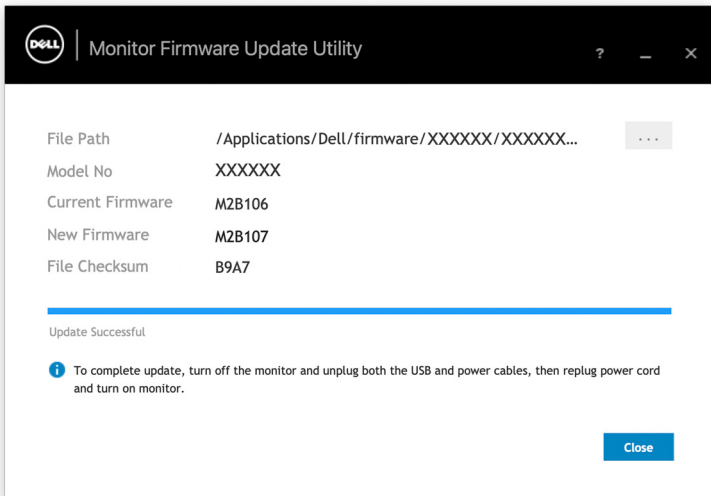 DELL Monitor Firmware Update Utility ? _ ×
File Path /Applications/Dell/firmware/XXXXXX/XXXXXX... ...
Model No XXXXXX
Current Firmware M2B106
New Firmware M2B107
File Checksum B9A7
Update Successful
i To complete update, turn off the monitor and unplug both the USB and power cables, then replug power cord
and turn on monitor.
Close